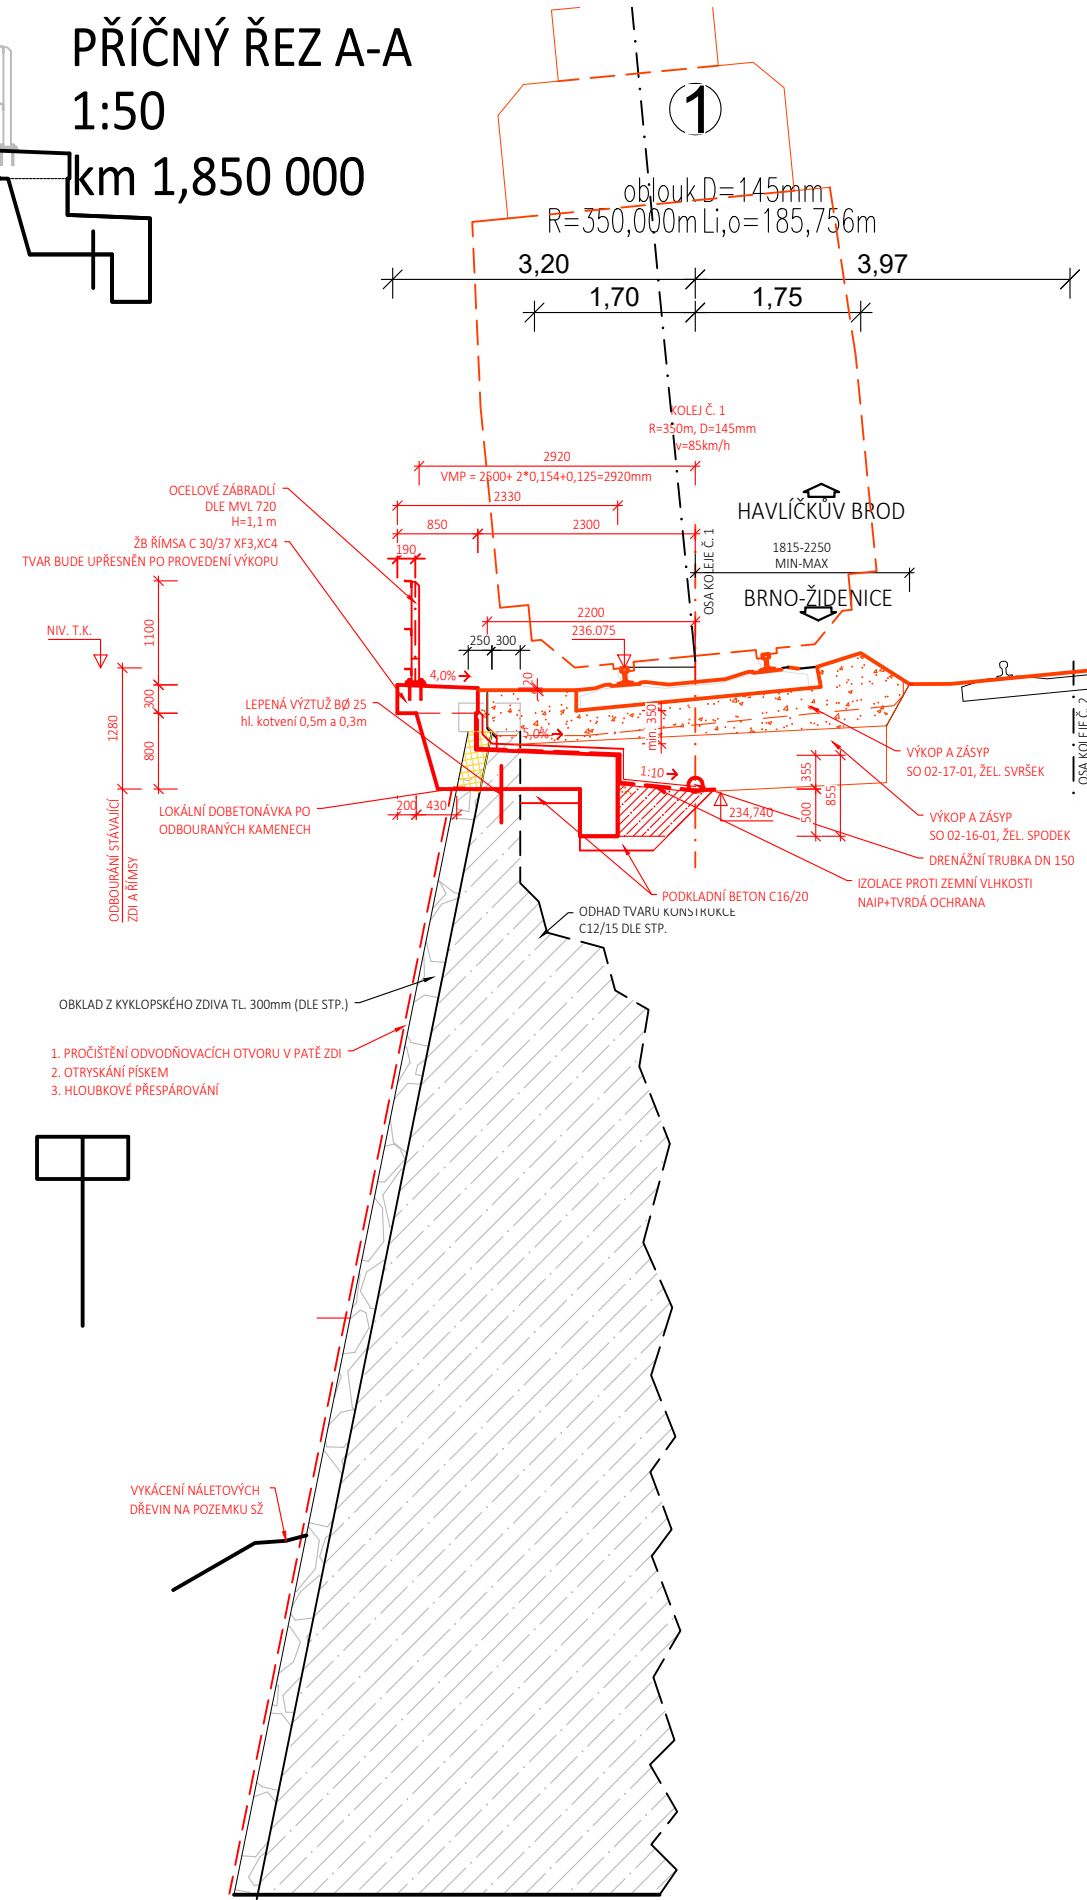 PŘÍČNÝ ŘEZ A-A
1:50
km 1,850 000
1
oblouk D=145mm
R=350,000m Li,o=185,756m
3,20
3,97
1,70
1,75
KOLEJ Č. 1
R=350m, D=145mm
v=85km/h
2920
VMP = 2500+ 2*0,154+0,125=2920mm
2330
850
2300
190
OCELOVÉ ZÁBRADLÍ
DLE MVL 720
H=1,1 m
ŽB ŘÍMSA C 30/37 XF3,XC4
TVAR BUDE UPŘESNĚN PO PROVEDENÍ VÝKOPU
HAVLÍČKŮV BROD
OSA KOLEJE Č. 1
1815-2250
MIN-MAX
BRNO-ŽIDENICE
2200
236.075
250
300
NIV. T.K.
1100
300
800
1280
4,0%
120
LEPENÁ VÝZTUŽ BØ 25
hl. kotvení 0,5m a 0,3m
5,0%
min. 350
1:10
OSA KOLEJE Č. 2
VÝKOP A ZÁSYP
SO 02-17-01, ŽEL. SVRŠEK
355
855
500
234,740
200
430
LOKÁLNÍ DOBETONÁVKA PO
ODBOURANÝCH KAMENECH
ODBOURÁNÍ STÁVAJÍCÍ
ZDI A ŘÍMSY
VÝKOP A ZÁSYP
SO 02-16-01, ŽEL. SPODEK
DRENÁŽNÍ TRUBKA DN 150
IZOLACE PROTI ZEMNÍ VLHKOSTI
NAIP+TVRDÁ OCHRANA
PODKLADNÍ BETON C16/20
ODHAD TVARU KONSTRUKCE
C12/15 DLE STP.
OBKLAD Z KYKLOPSKÉHO ZDIVA TL. 300mm (DLE STP.)
1. PROČIŠTĚNÍ ODVODŇOVACÍCH OTVORU V PATĚ ZDI
2. OTRYSKÁNÍ PÍSKEM
3. HLOUBKOVÉ PŘESPÁROVÁNÍ
VYKÁCENÍ NÁLETOVÝCH
DŘEVIN NA POZEMKU SŽ